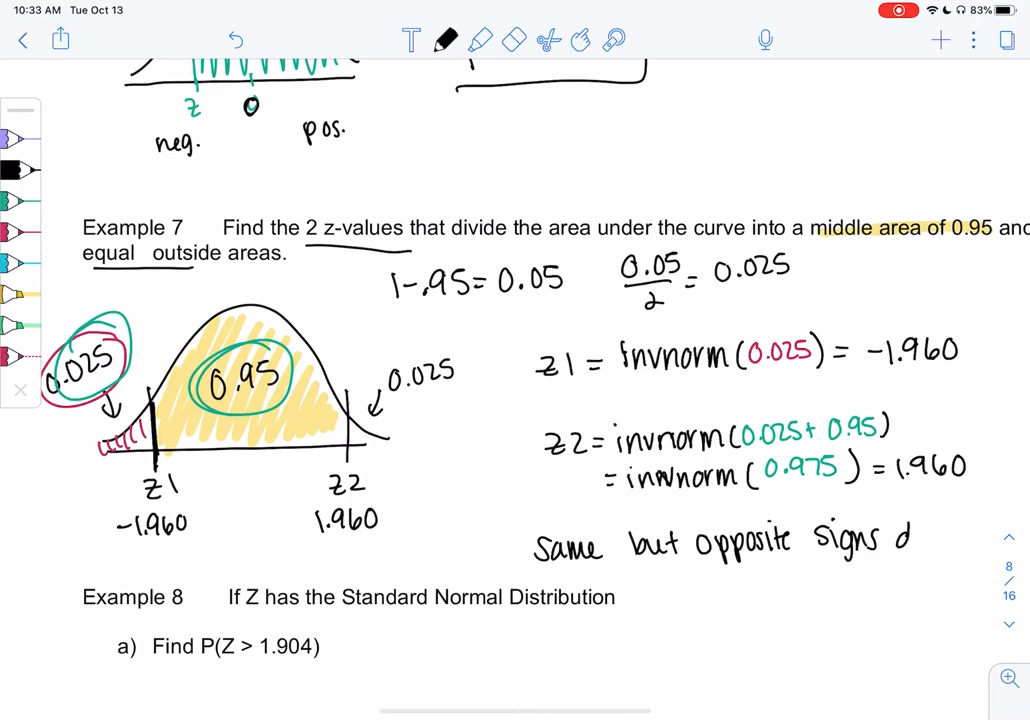 10:33 AM Tue Oct 13
83%
z 0
neg. pos.
Example 7 Find the 2 z-values that divide the area under the curve into a middle area of 0.95 and
equal outside areas.
1-.95=0.05
0.05/2 = 0.025
0.025
0.95
0.025
z1 = invnorm(0.025) = -1.960
z2 = invnorm(0.025+0.95)
= invnorm(0.975) = 1.960
z1 z2
-1.960 1.960
same but opposite signs d
Example 8 If Z has the Standard Normal Distribution
a) Find P(Z > 1.904)
8
/
16